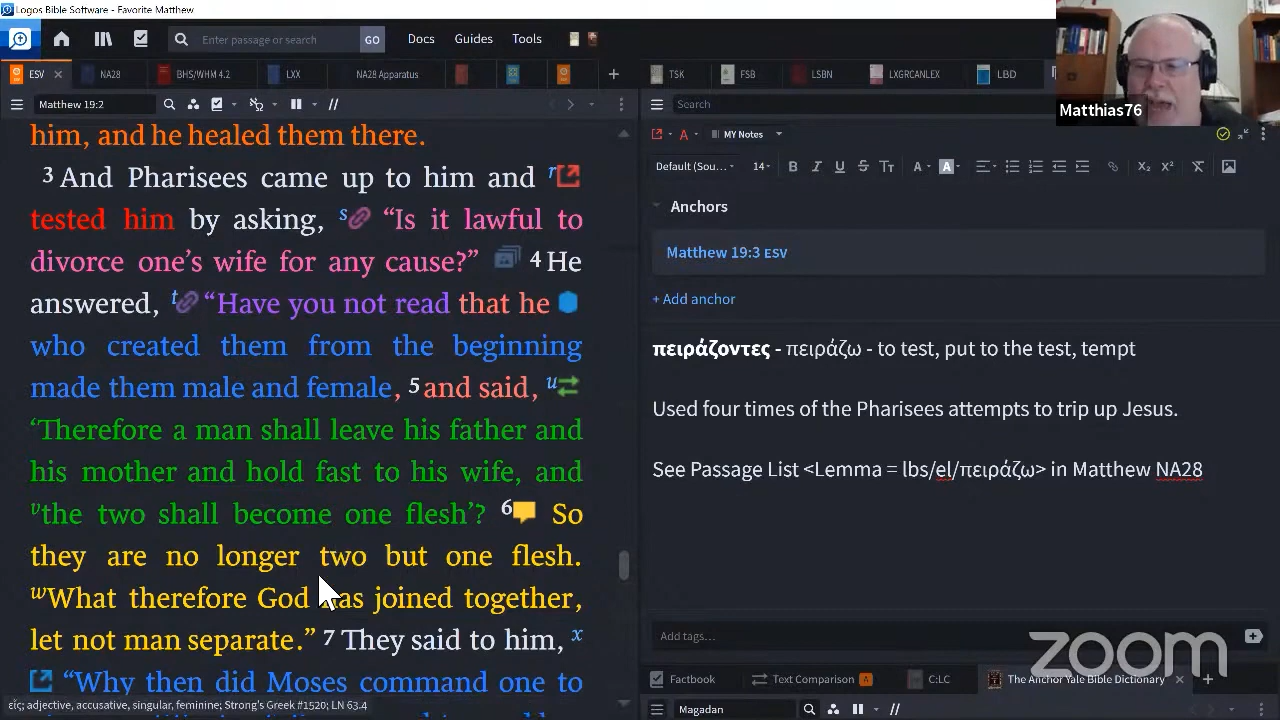 Logos Bible Software - Favorite Matthew
Enter passage or search GO Docs Guides Tools
ESV NA28 BHS/WHM 4.2 LXX NA28 Apparatus
TSK FSB LSBN LXGRCANLEX LBD
Matthias76
Matthew 19:2
Search
him, and he healed them there.
3 And Pharisees came up to him and r
tested him by asking, s “Is it lawful to
divorce one’s wife for any cause?” 4 He
answered, t “Have you not read that he
who created them from the beginning
made them male and female, 5 and said, u
‘Therefore a man shall leave his father and
his mother and hold fast to his wife, and
v the two shall become one flesh’? 6 So
they are no longer two but one flesh.
w What therefore God has joined together,
let not man separate.” 7 They said to him, x
“Why then did Moses command one to
εἷς; adjective, accusative, singular, feminine; Strong's Greek #1520; LN 63.4
A MY Notes
Default (Sou... 14 B I U S TT A A X₂ X²
Anchors
Matthew 19:3 ESV
+ Add anchor
πειράζοντες - πειράζω - to test, put to the test, tempt
Used four times of the Pharisees attempts to trip up Jesus.
See Passage List <Lemma = lbs/el/πειράζω> in Matthew NA28
Add tags...
zoom
Factbook Text Comparison C:LC The Anchor Yale Bible Dictionary
Magadan